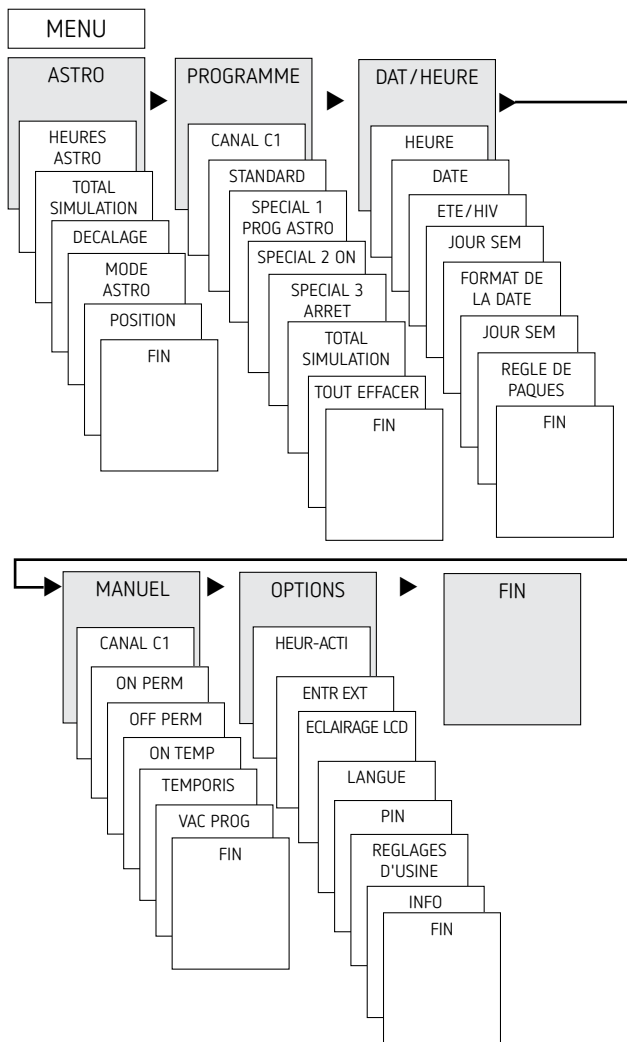 MENU
ASTRO
HEURES
ASTRO
TOTAL
SIMULATION
DECALAGE
MODE
ASTRO
POSITION
FIN
PROGRAMME
CANAL C1
STANDARD
SPECIAL 1
PROG ASTRO
SPECIAL 2 ON
SPECIAL 3
ARRET
TOTAL
SIMULATION
TOUT EFFACER
FIN
DAT/HEURE
HEURE
DATE
ETE/HIV
JOUR SEM
FORMAT DE
LA DATE
JOUR SEM
REGLE DE
PAQUES
FIN
MANUEL
CANAL C1
ON PERM
OFF PERM
ON TEMP
TEMPORIS
VAC PROG
FIN
OPTIONS
HEUR-ACTI
ENTR EXT
ECLAIRAGE LCD
LANGUE
PIN
REGLAGES
D'USINE
INFO
FIN
FIN